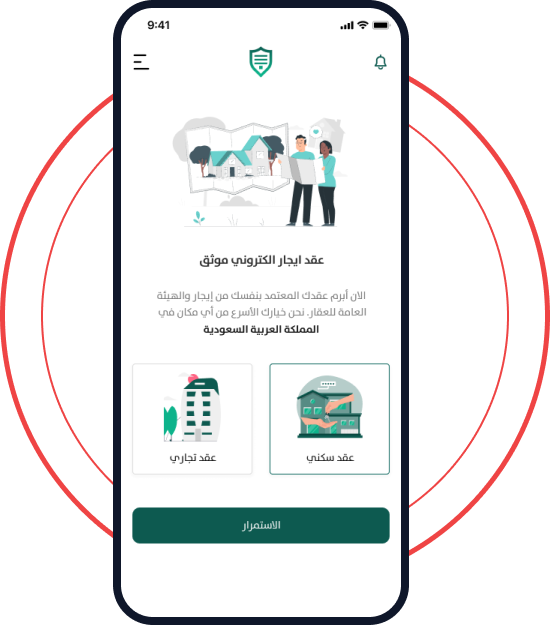 9:41
عقد ايجار الكتروني موثق
الان أبرم عقدك المعتمد بنفسك من إيجار والهيئة
العامة للعقار. نحن خيارك الأسرع من أي مكان في
المملكة العربية السعودية
عقد سكني
عقد تجاري
الاستمرار